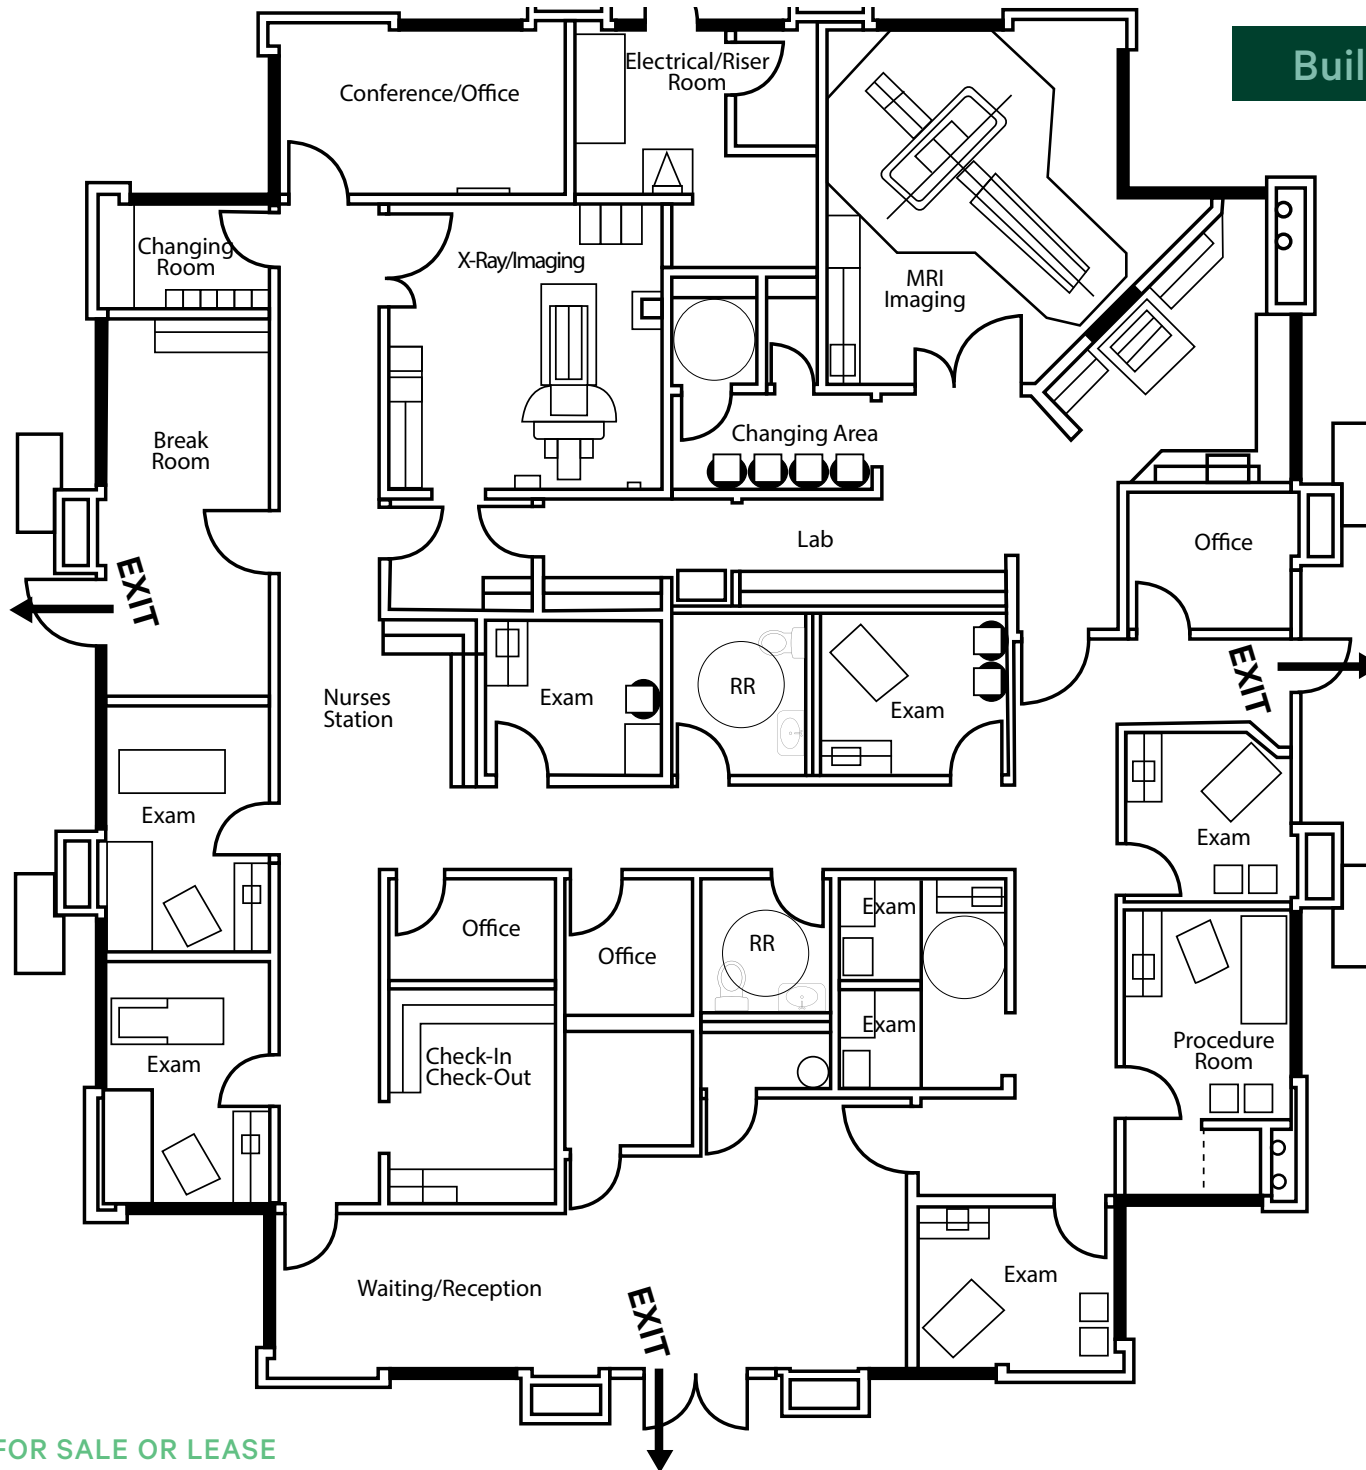 Buil
Electrical/Riser
Room
Conference/Office
Changing
Room
X-Ray/Imaging
MRI
Imaging
Break
Room
Changing Area
Lab
Office
EXIT
EXIT
Nurses
Station
Exam
RR
Exam
Exam
Exam
Office
Office
RR
Exam
Exam
Check-In
Check-Out
Exam
Procedure
Room
Waiting/Reception
EXIT
Exam
FOR SALE OR LEASE